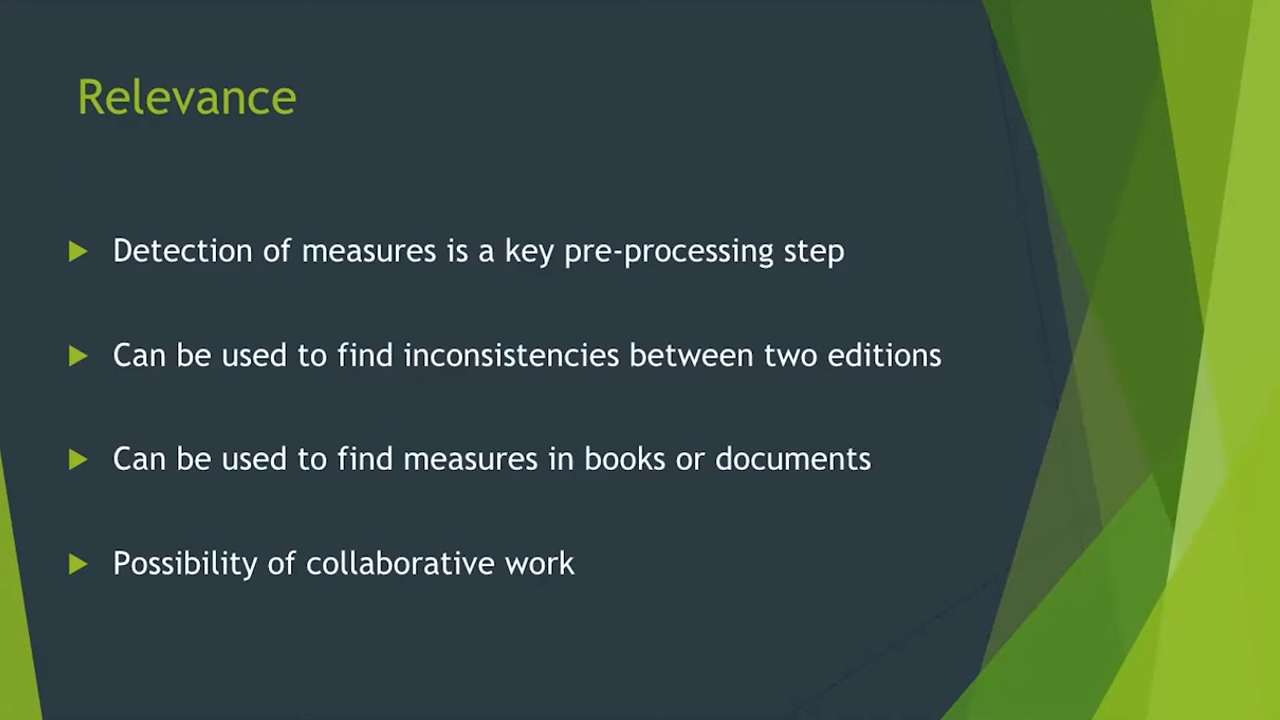 Relevance
Detection of measures is a key pre-processing step
Can be used to find inconsistencies between two editions
Can be used to find measures in books or documents
Possibility of collaborative work